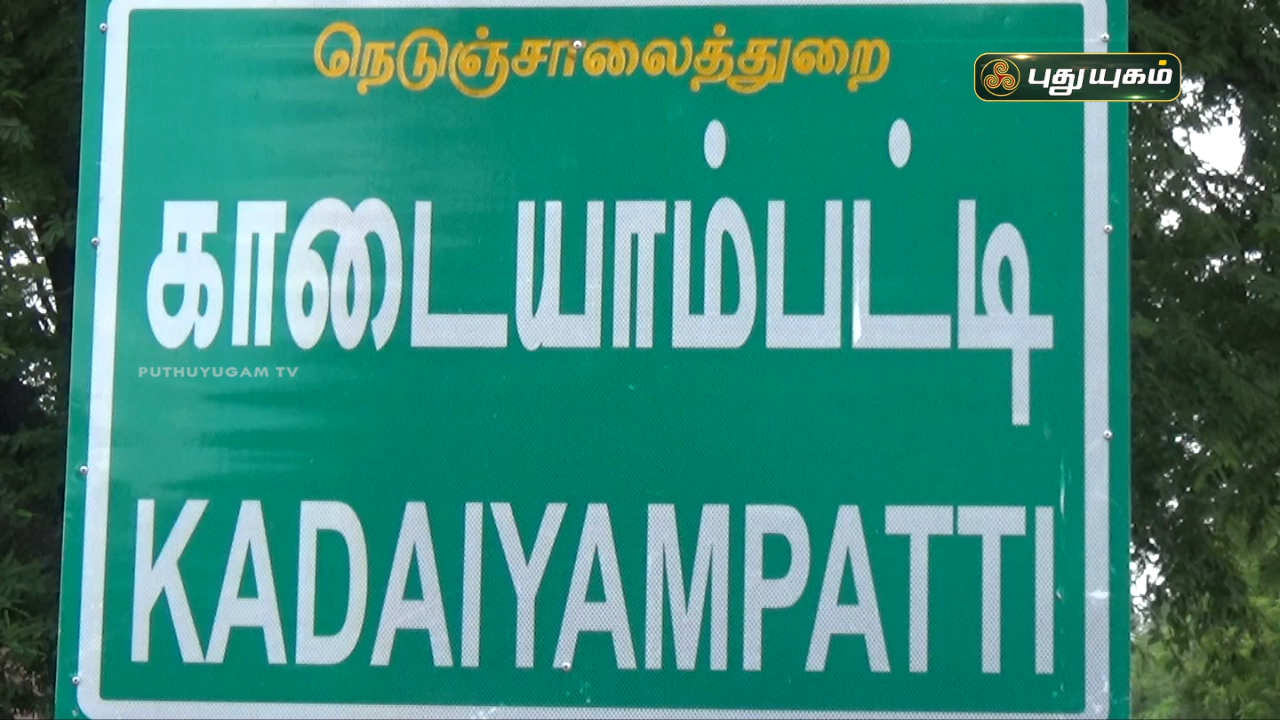 நெடுஞ்சாலைத்துறை
புதுயுகம்
காடையாம்பட்டி
PUTHUYUGAM TV
KADAIYAMPATTI